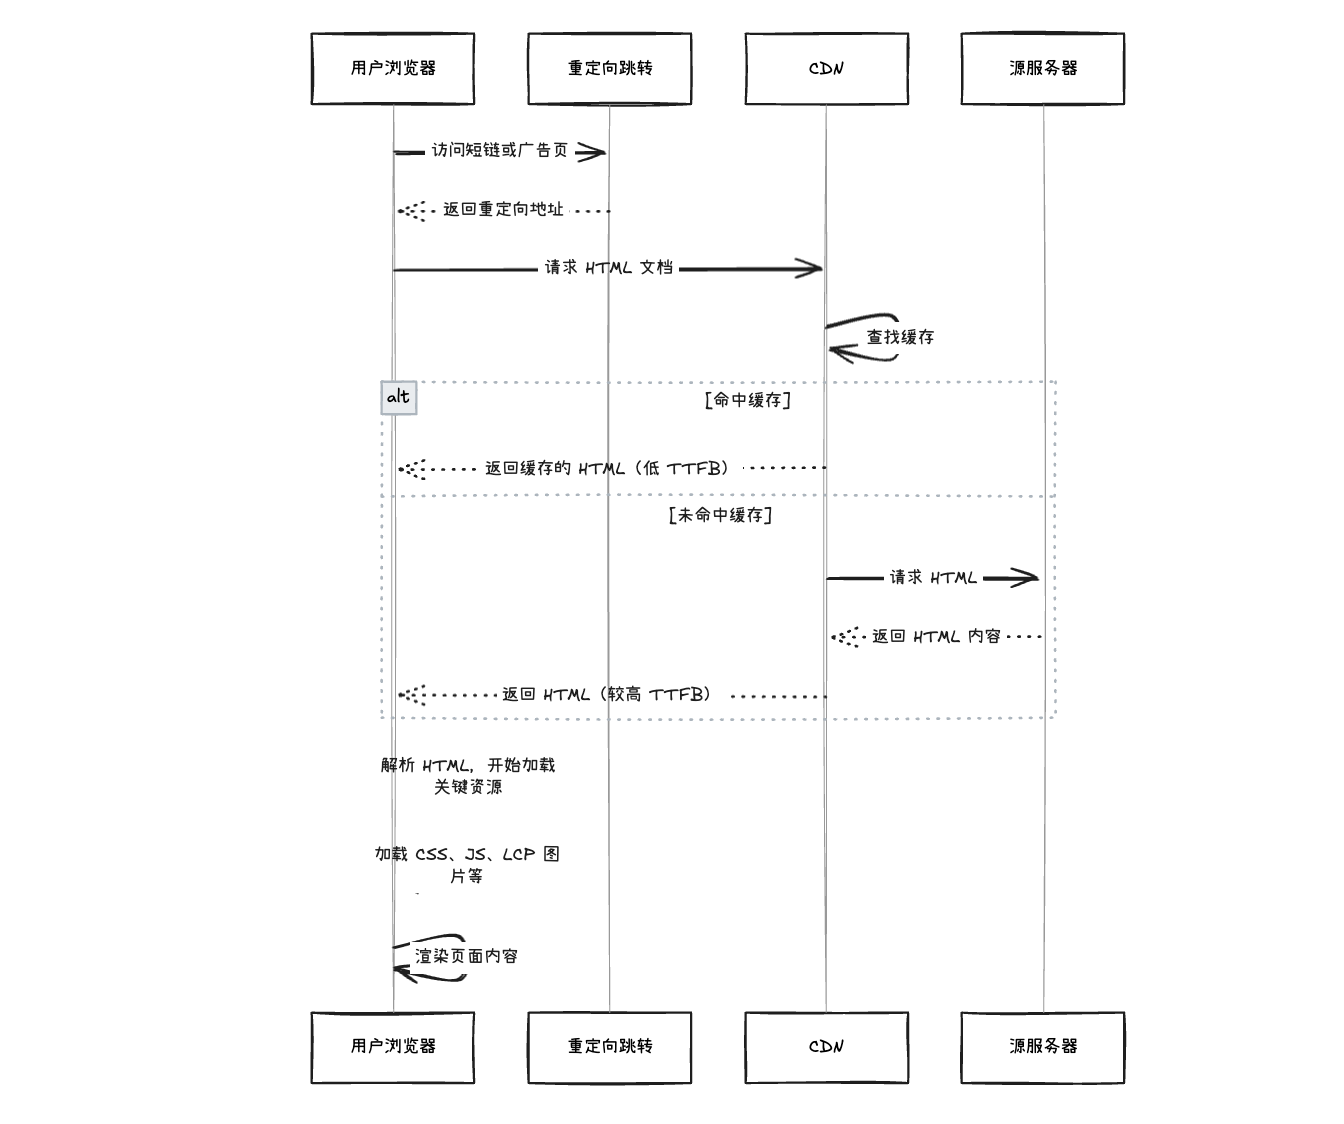 用户浏览器
重定向跳转
CDN
源服务器
访问短链或广告页
返回重定向地址
请求 HTML 文档
查找缓存
alt
[命中缓存]
返回缓存的 HTML（低 TTFB）
[未命中缓存]
请求 HTML
返回 HTML 内容
返回 HTML（较高 TTFB）
解析 HTML，开始加载
关键资源
加载 CSS、JS、LCP 图
片等
渲染页面内容
用户浏览器
重定向跳转
CDN
源服务器